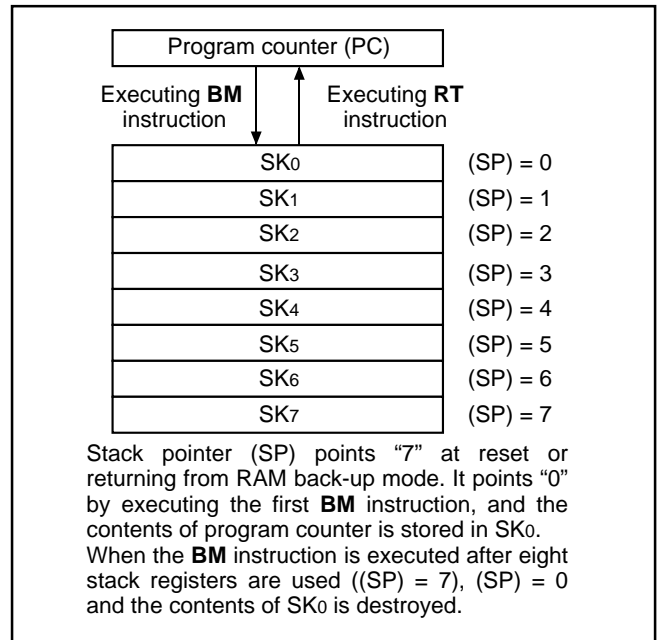 Program counter (PC)
Executing BM instruction
Executing RT instruction
SK0 (SP) = 0
SK1 (SP) = 1
SK2 (SP) = 2
SK3 (SP) = 3
SK4 (SP) = 4
SK5 (SP) = 5
SK6 (SP) = 6
SK7 (SP) = 7
Stack pointer (SP) points “7” at reset or
returning from RAM back-up mode. It points “0”
by executing the first BM instruction, and the
contents of program counter is stored in SK0.
When the BM instruction is executed after eight
stack registers are used ((SP) = 7), (SP) = 0
and the contents of SK0 is destroyed.